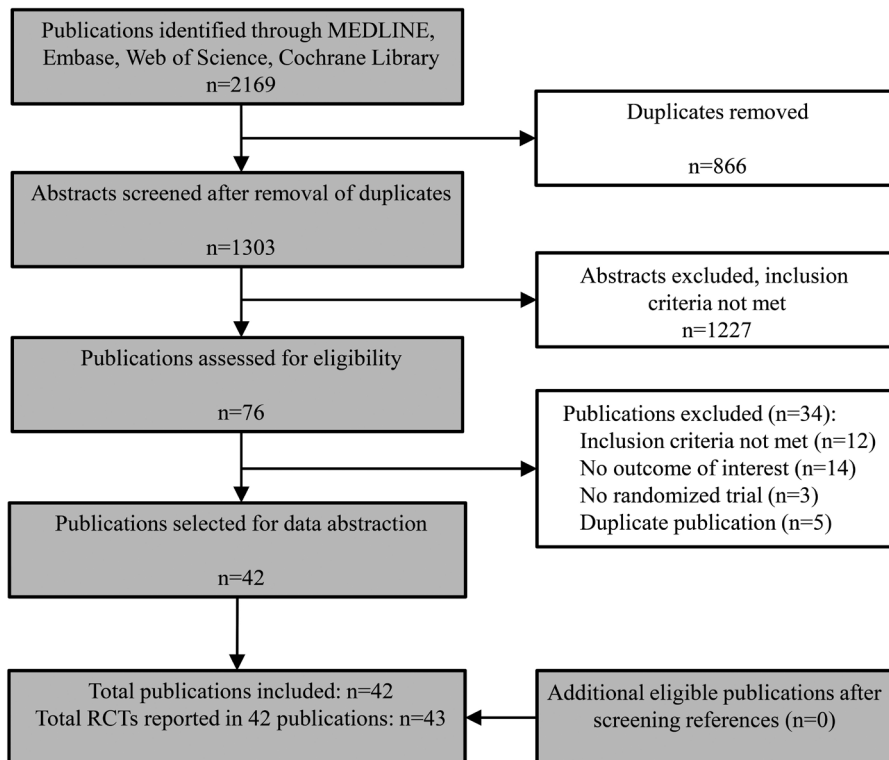 Publications identified through MEDLINE,
Embase, Web of Science, Cochrane Library
n=2169
Duplicates removed
n=866
Abstracts screened after removal of duplicates
n=1303
Abstracts excluded, inclusion
criteria not met
n=1227
Publications assessed for eligibility
n=76
Publications excluded (n=34):
Inclusion criteria not met (n=12)
No outcome of interest (n=14)
No randomized trial (n=3)
Duplicate publication (n=5)
Publications selected for data abstraction
n=42
Total publications included: n=42
Total RCTs reported in 42 publications: n=43
Additional eligible publications after
screening references (n=0)